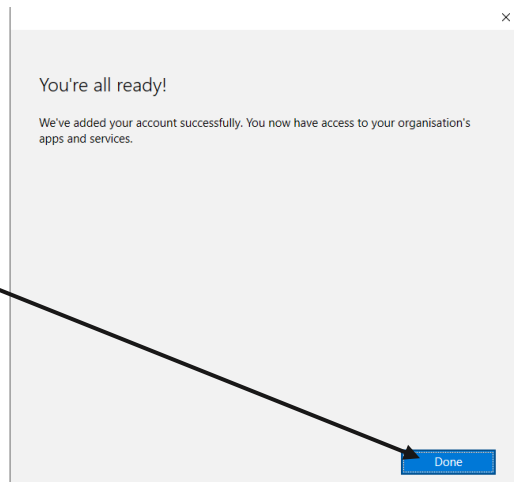 You're all ready!
We've added your account successfully. You now have access to your organisation's
apps and services.
Done